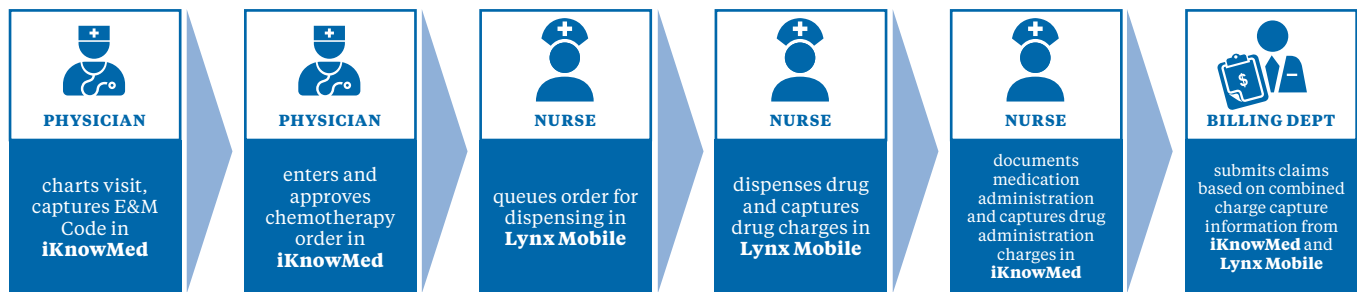 PHYSICIAN
charts visit,
captures E&M
Code in
iKnowMed
PHYSICIAN
enters and
approves
chemotherapy
order in
iKnowMed
NURSE
queues order for
dispensing in
Lynx Mobile
NURSE
dispenses drug
and captures
drug charges in
Lynx Mobile
NURSE
documents
medication
administration
and captures drug
administration
charges in
iKnowMed
$
BILLING DEPT
submits claims
based on combined
charge capture
information from
iKnowMed and
Lynx Mobile